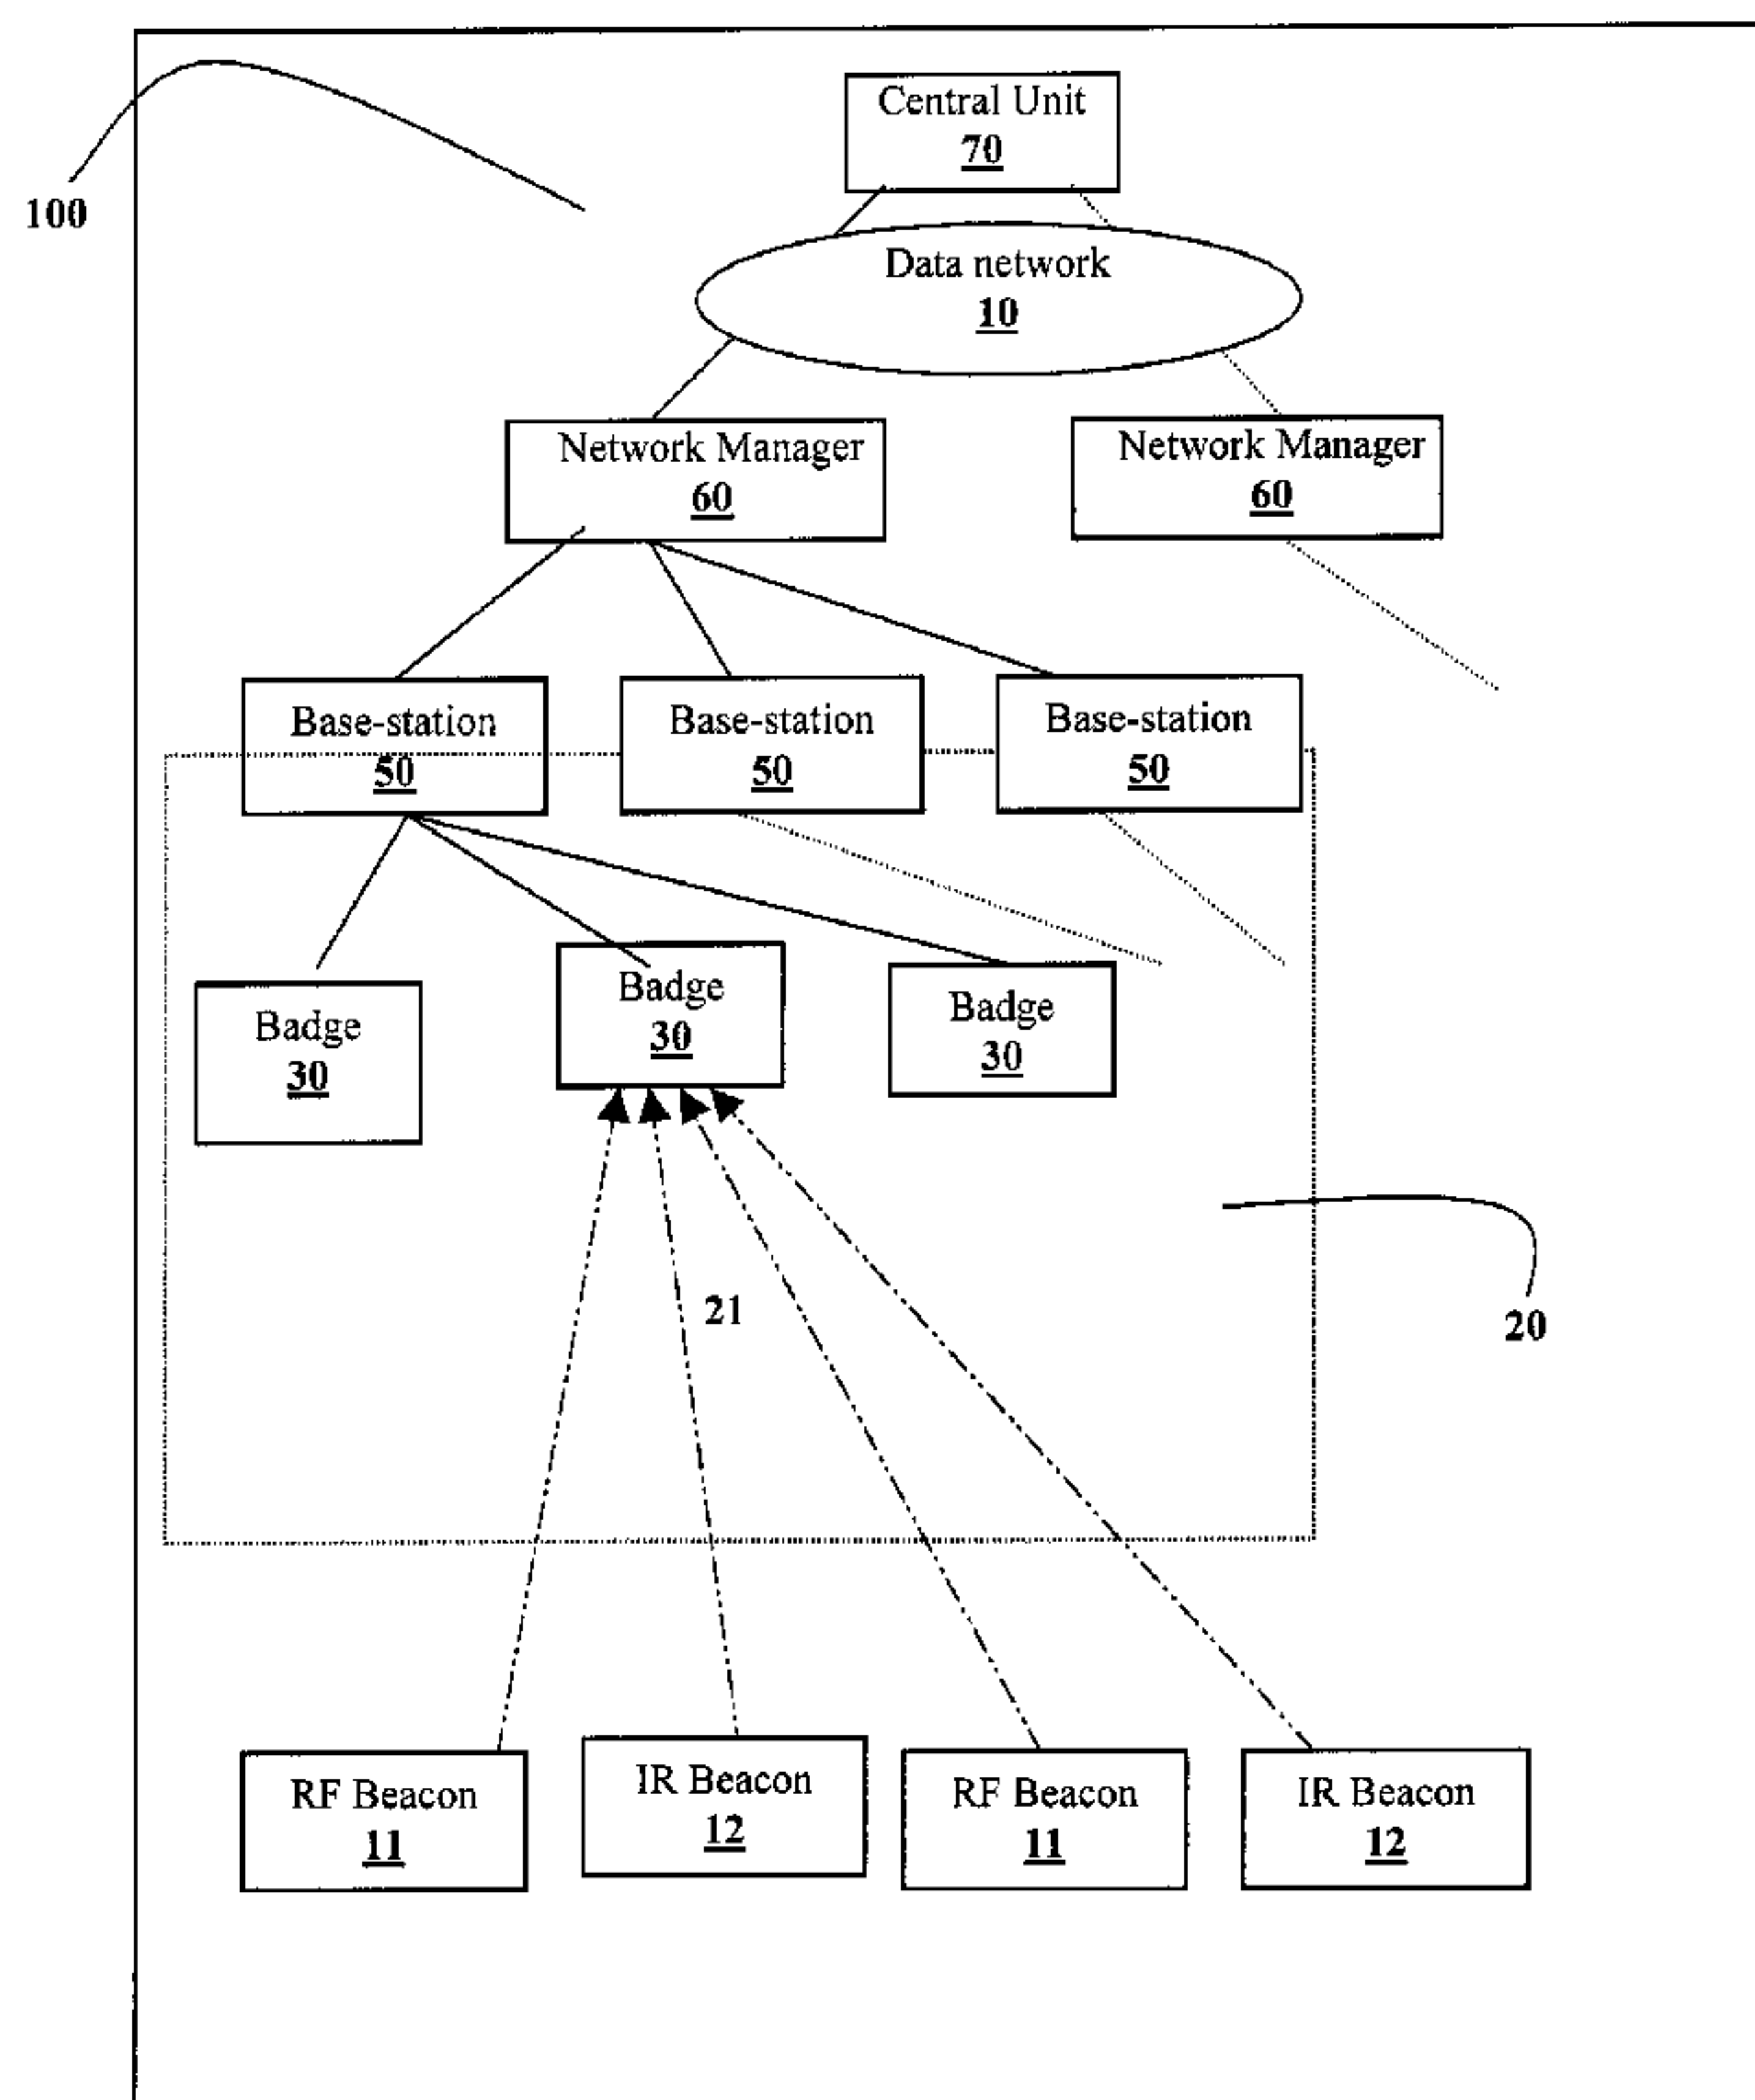 Central Unit
70
100
Data network
10
Network Manager
60
Network Manager
60
Base-station
50
Base-station
50
Base-station
50
Badge
30
Badge
30
Badge
30
21
20
RF Beacon
11
IR Beacon
12
RF Beacon
11
IR Beacon
12